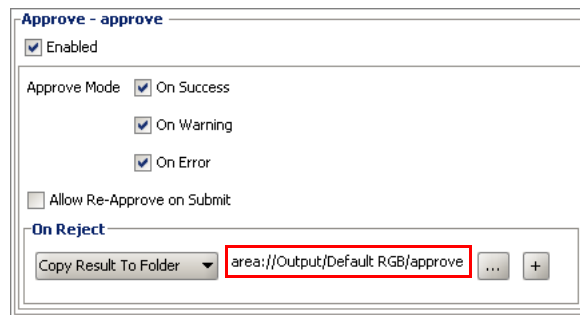 Approve - approve
Enabled
Approve Mode On Success
On Warning
On Error
Allow Re-Approve on Submit
On Reject
Copy Result To Folder area://Output/Default RGB/approve ... +